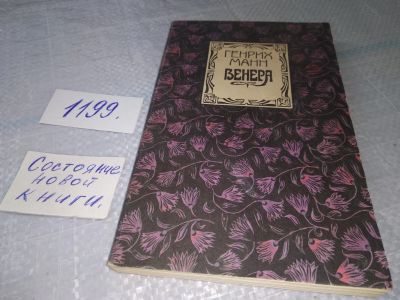 ГЕНРИХ
МАНН
ВЕНЕРА
1199.
Состояние
новой
книги.